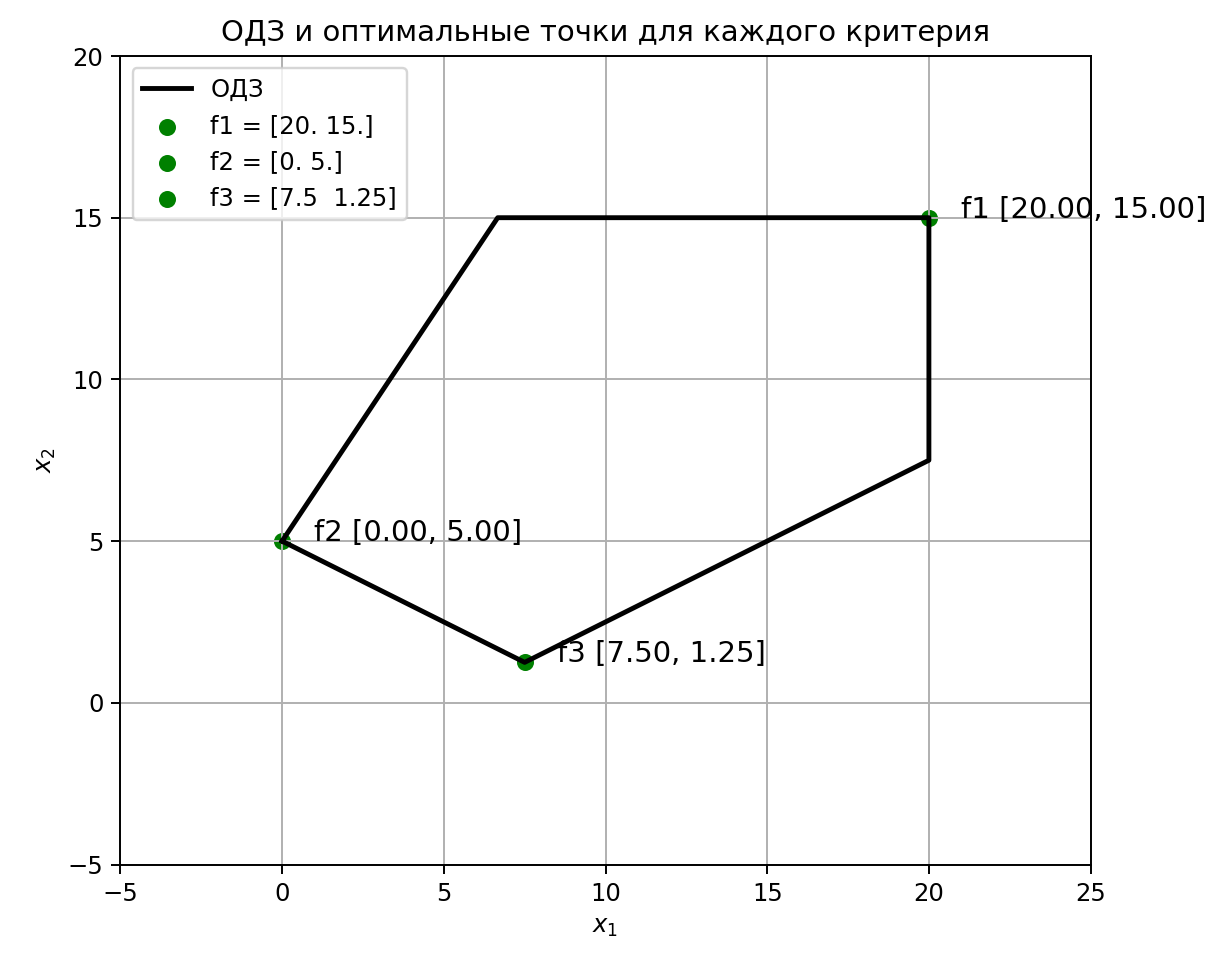 ОДЗ и оптимальные точки для каждого критерия
20
ОДЗ
f1 = [20. 15.]
f2 = [0. 5.]
f3 = [7.5  1.25]
15
f1 [20.00, 15.00]
10
x₂
5
f2 [0.00, 5.00]
f3 [7.50, 1.25]
0
−5
−5 0 5 10 15 20 25
x₁